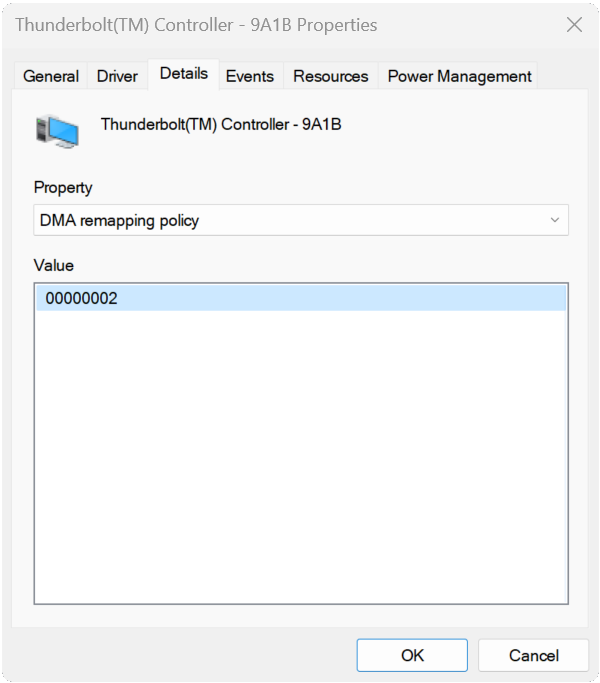 Thunderbolt(TM) Controller - 9A1B Properties
General Driver Details Events Resources Power Management
Thunderbolt(TM) Controller - 9A1B
Property
DMA remapping policy
Value
00000002
OK Cancel